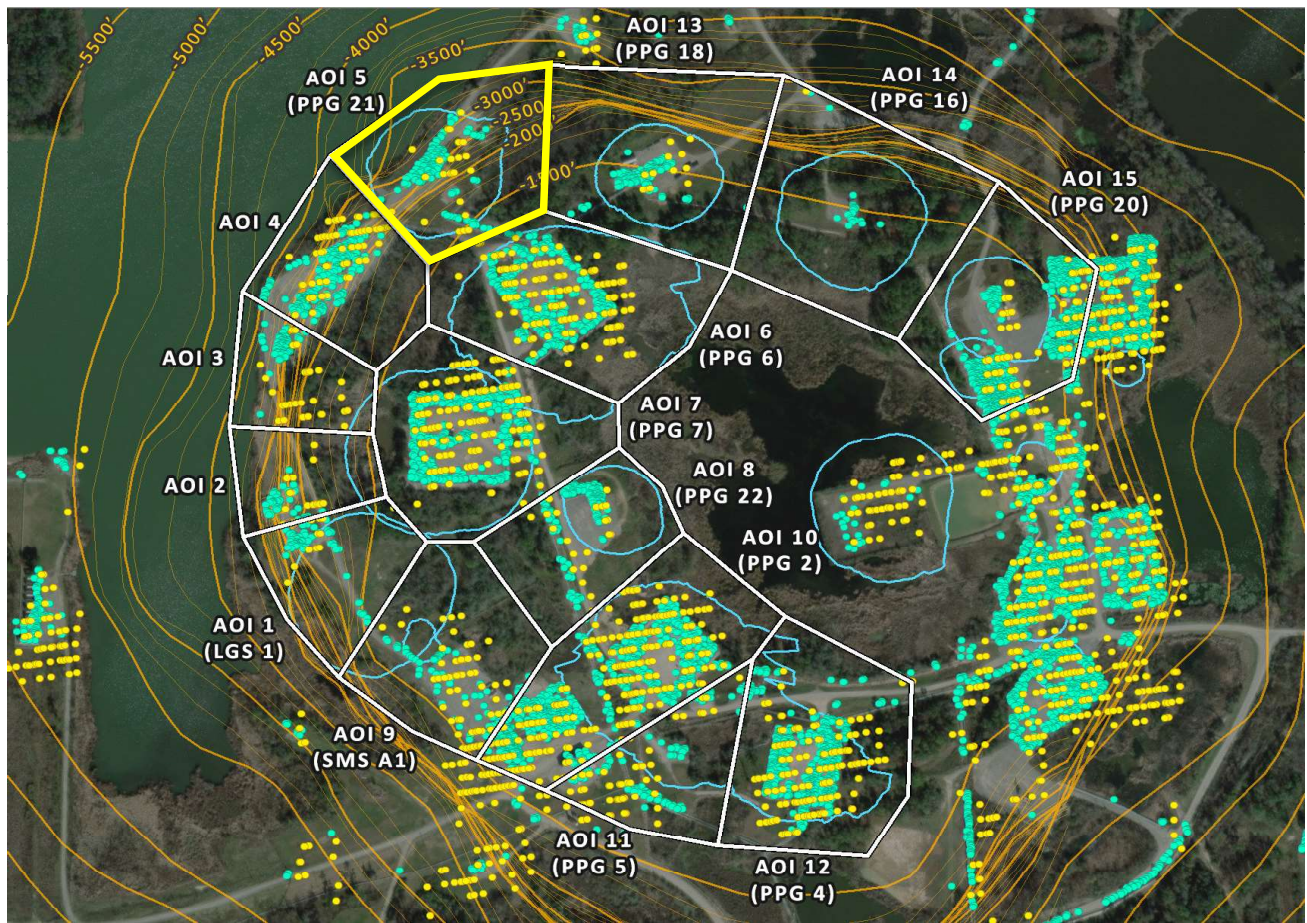 -5500'
-5000'
-4500'
-4000'
-3500'
-3000'
-2500'
-2000'
-1500'
AOI 13
(PPG 18)
AOI 5
(PPG 21)
AOI 14
(PPG 16)
AOI 15
(PPG 20)
AOI 4
AOI 3
AOI 6
(PPG 6)
AOI 7
(PPG 7)
AOI 2
AOI 8
(PPG 22)
AOI 10
(PPG 2)
AOI 1
(LGS 1)
AOI 9
(SMS A1)
AOI 11
(PPG 5)
AOI 12
(PPG 4)